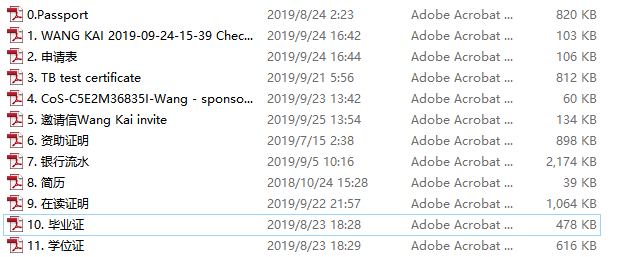 0.Passport 2019/8/24 2:23 Adobe Acrobat ... 820 KB
1. WANG KAI 2019-09-24-15-39 Chec... 2019/9/24 16:42 Adobe Acrobat ... 103 KB
2. 申请表 2019/9/24 16:44 Adobe Acrobat ... 106 KB
3. TB test certificate 2019/9/21 5:56 Adobe Acrobat ... 812 KB
4. CoS-C5E2M36835I-Wang - sponso... 2019/9/23 13:42 Adobe Acrobat ... 60 KB
5. 邀请信Wang Kai invite 2019/9/25 13:54 Adobe Acrobat ... 134 KB
6. 资助证明 2019/7/15 2:38 Adobe Acrobat ... 898 KB
7. 银行流水 2019/9/5 10:16 Adobe Acrobat ... 2,174 KB
8. 简历 2018/10/24 15:28 Adobe Acrobat ... 39 KB
9. 在读证明 2019/9/22 21:57 Adobe Acrobat ... 1,064 KB
10. 毕业证 2019/8/23 18:28 Adobe Acrobat ... 478 KB
11. 学位证 2019/8/23 18:29 Adobe Acrobat ... 616 KB